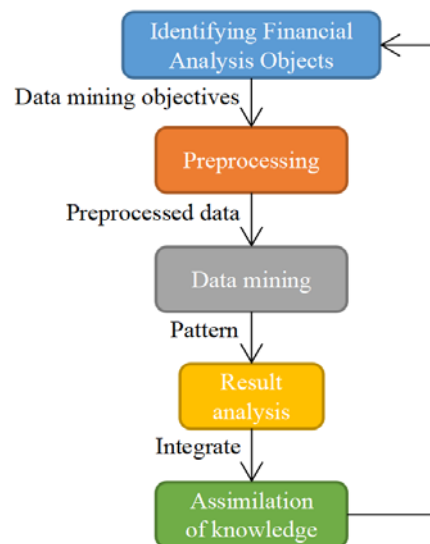 Identifying Financial
Analysis Objects
Data mining objectives
Preprocessing
Preprocessed data
Data mining
Pattern
Result
analysis
Integrate
Assimilation
of knowledge